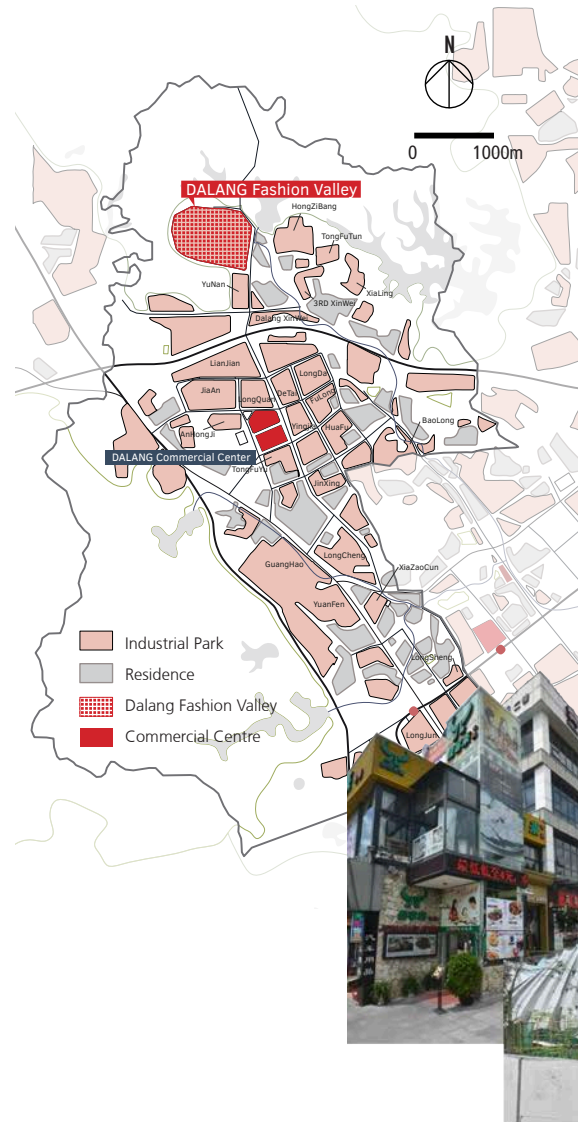 N
0 1000m
DALANG Fashion Valley
HongZiBang
TongFuTun
YuNan
XiaLing
3RD XinWei
Dalang XinWei
LianJian
LongDa
JiaAn
DeTai
LongQuan
FuLong
BaoLong
YingHe
HuaFu
AnHongJi
DALANG Commercial Center
TongFuYu
JinXing
LongCheng
GuangHao
XiaZaoCun
YuanFen
Industrial Park
LongSheng
Residence
Dalang Fashion Valley
Commercial Centre
LongJun